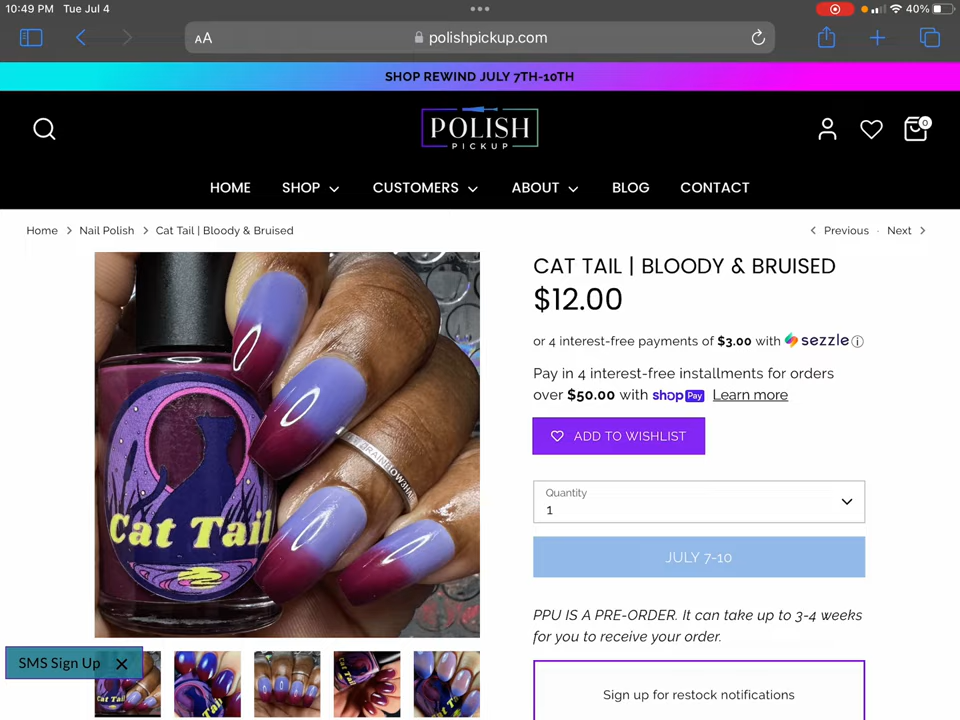 10:49 PM Tue Jul 4
40%
AA
polishpickup.com
SHOP REWIND JULY 7TH-10TH
POLISH
PICKUP
0
HOME SHOP CUSTOMERS ABOUT BLOG CONTACT
Home > Nail Polish > Cat Tail | Bloody & Bruised
< Previous · Next >
CAT TAIL | BLOODY & BRUISED
$12.00
or 4 interest-free payments of $3.00 with sezzle
Pay in 4 interest-free installments for orders
over $50.00 with shop Pay Learn more
ADD TO WISHLIST
Quantity
1
JULY 7-10
PPU IS A PRE-ORDER. It can take up to 3-4 weeks
for you to receive your order.
Sign up for restock notifications
Cat Tail
SMS Sign Up